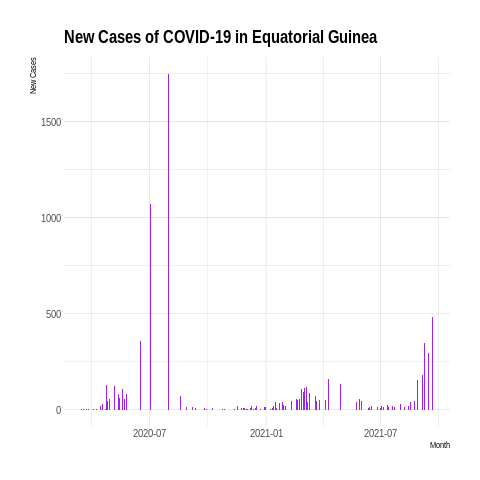 New Cases of COVID-19 in Equatorial Guinea
New Cases
1500
1000
500
0
2020-07
2021-01
2021-07
Month